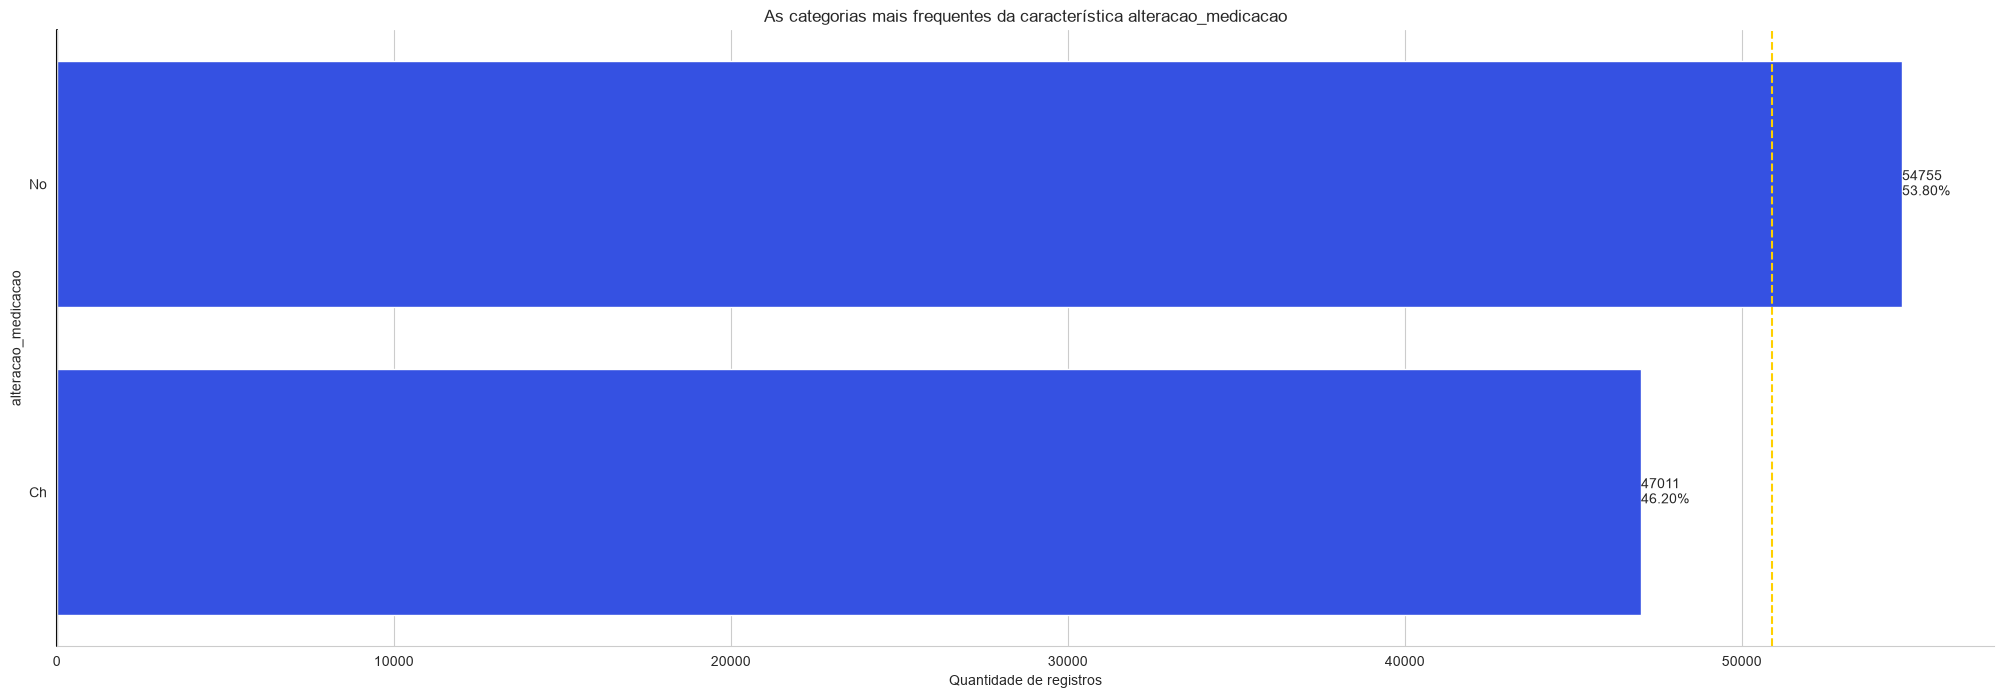 As categorias mais frequentes da característica alteracao_medicacao
alteracao_medicacao
No
54755
53.80%
Ch
47011
46.20%
0
10000
20000
30000
40000
50000
Quantidade de registros